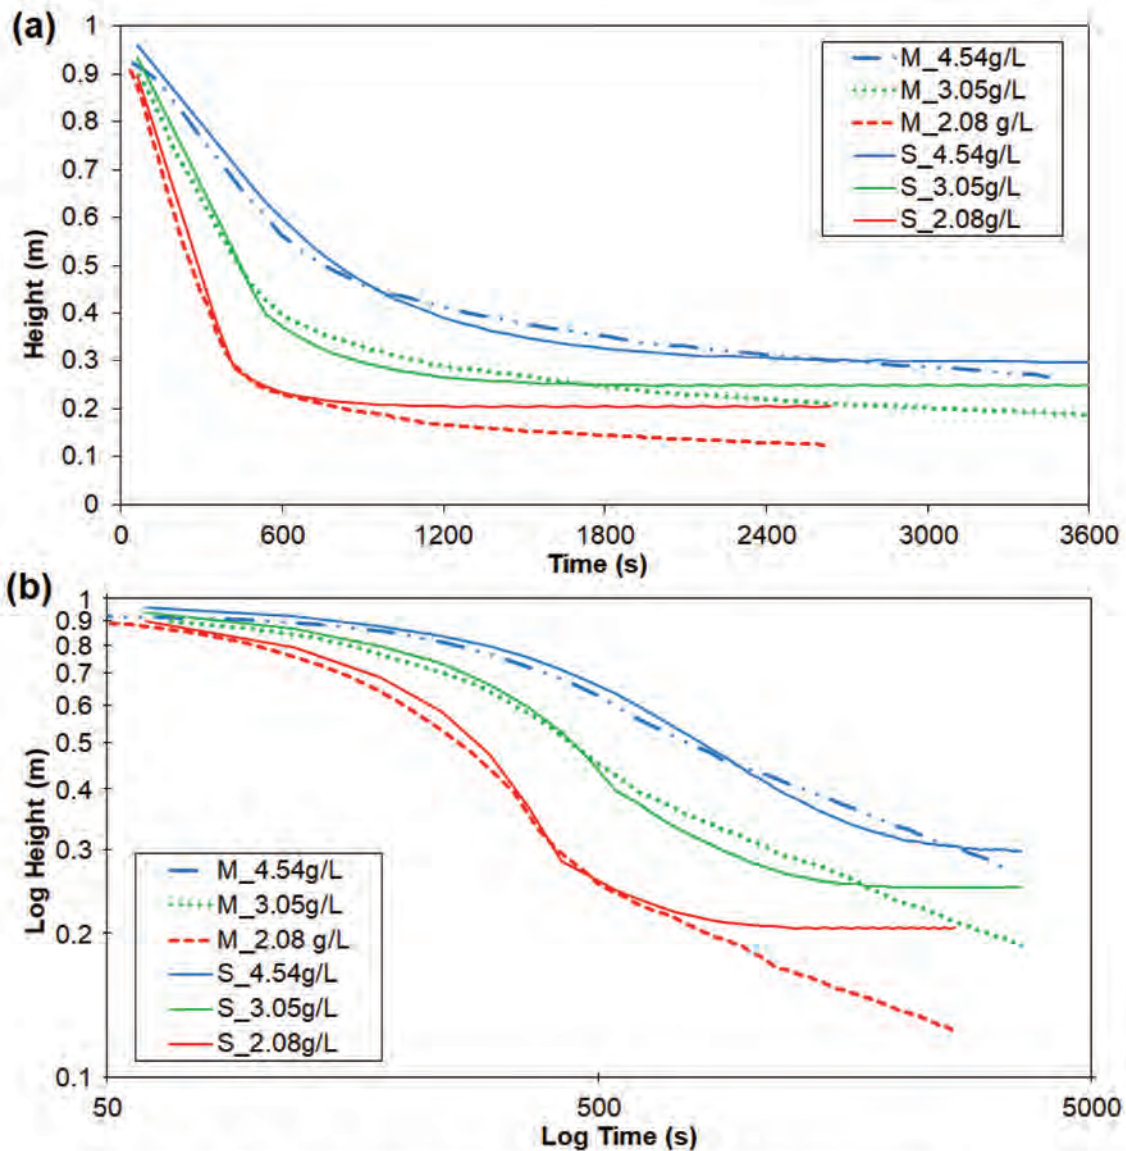 (a)
1
0.9
0.8
0.7
0.6
0.5
0.4
0.3
0.2
0.1
0
Height (m)
M_4.54g/L
M_3.05g/L
M_2.08 g/L
S_4.54g/L
S_3.05g/L
S_2.08g/L
0 600 1200 1800 2400 3000 3600
Time (s)
(b)
1
0.9
0.8
0.7
0.6
0.5
0.4
0.3
0.2
0.1
Log Height (m)
M_4.54g/L
M_3.05g/L
M_2.08 g/L
S_4.54g/L
S_3.05g/L
S_2.08g/L
50 500 5000
Log Time (s)